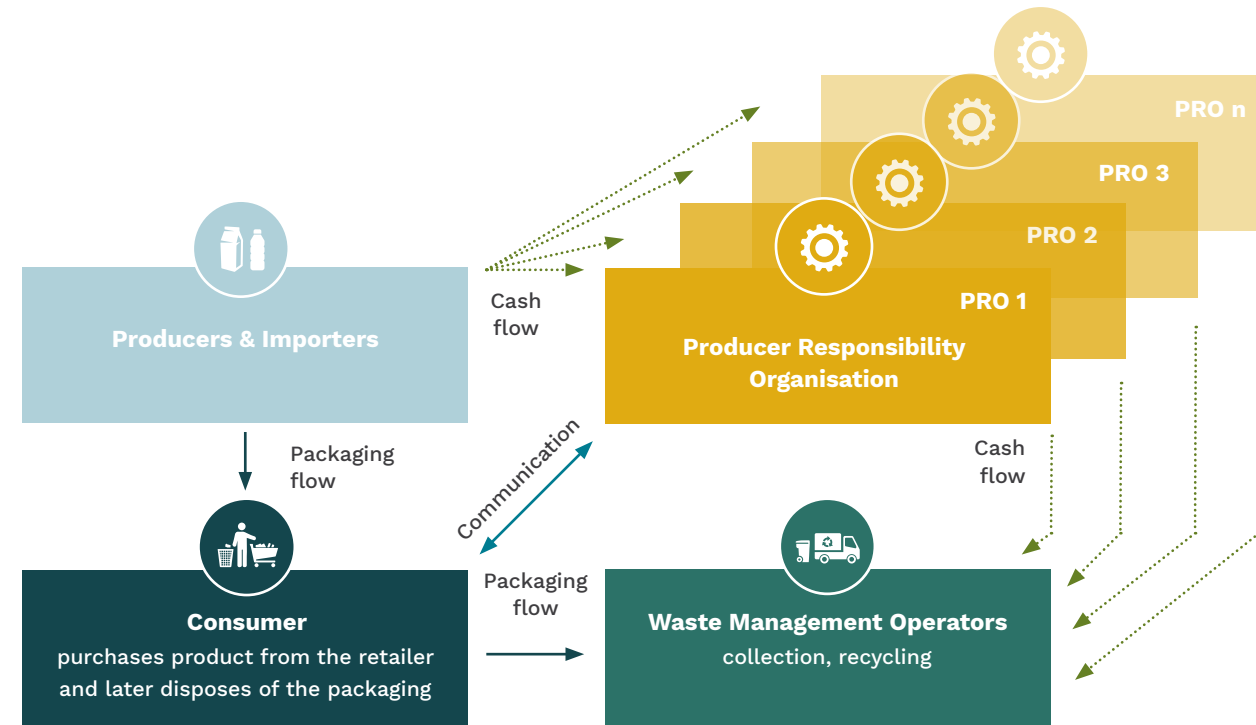 PRO n
PRO 3
PRO 2
PRO 1
Producers & Importers
Cash
flow
Producer Responsibility
Organisation
Packaging
flow
Communication
Cash
flow
Packaging
flow
Consumer
purchases product from the retailer
and later disposes of the packaging
Waste Management Operators
collection, recycling